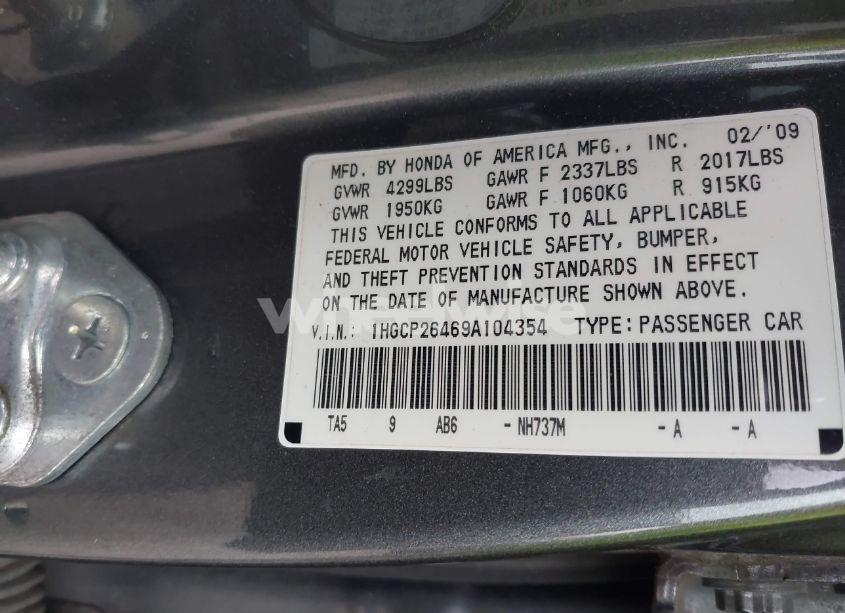 MFD. BY HONDA OF AMERICA MFG., INC. 02/'09
GVWR 4299LBS GAWR F 2337LBS R 2017LBS
GVWR 1950KG GAWR F 1060KG R 915KG
THIS VEHICLE CONFORMS TO ALL APPLICABLE
FEDERAL MOTOR VEHICLE SAFETY, BUMPER,
AND THEFT PREVENTION STANDARDS IN EFFECT
ON THE DATE OF MANUFACTURE SHOWN ABOVE.
V.I.N.: 1HGCP26469A104354 TYPE: PASSENGER CAR
TA5 9 AB6 - NH737M - A - A